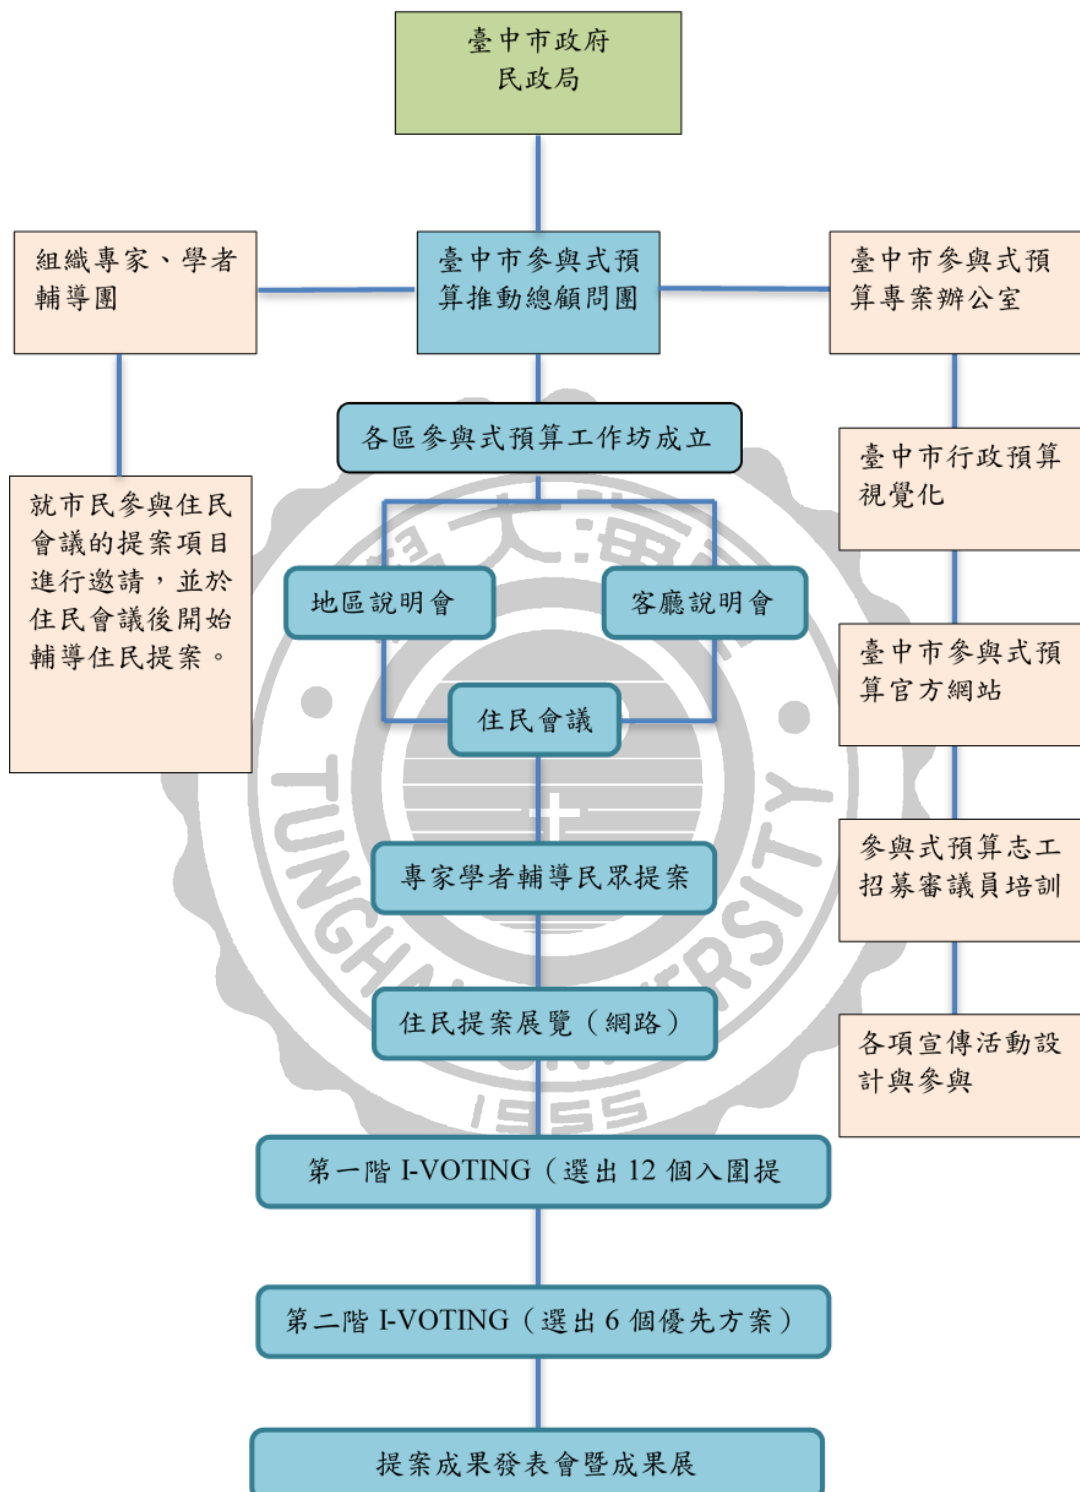 臺中市政府
民政局
組織專家、學者
輔導團
臺中市參與式預
算推動總顧問團
臺中市參與式預
算專案辦公室
各區參與式預算工作坊成立
臺中市行政預算
視覺化
就市民參與住民
會議的提案項目
進行邀請，並於
住民會議後開始
輔導住民提案。
地區說明會
客廳說明會
臺中市參與式預
算官方網站
住民會議
專家學者輔導民眾提案
參與式預算志工
招募審議員培訓
住民提案展覽（網路）
各項宣傳活動設
計與參與
第一階 I-VOTING（選出 12 個入圍提
第二階 I-VOTING（選出 6 個優先方案）
提案成果發表會暨成果展
TUNGHAI UNIVERSITY
1955